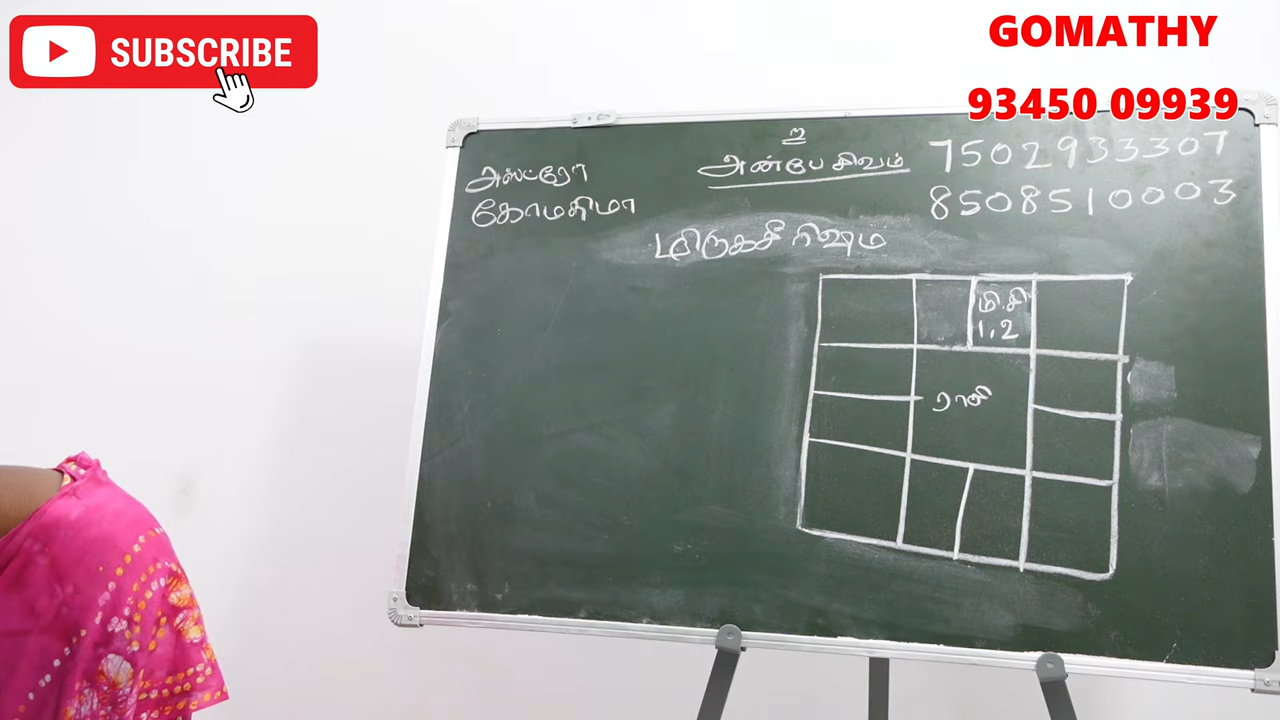 SUBSCRIBE
GOMATHY
93450 09939
உ
அன்பே சிவம்
7502933307
8508510003
அஸ்ட்ரோ
கோமதிமா
மிருகசீரிஷம்
மி.சி
1,2
ராசி